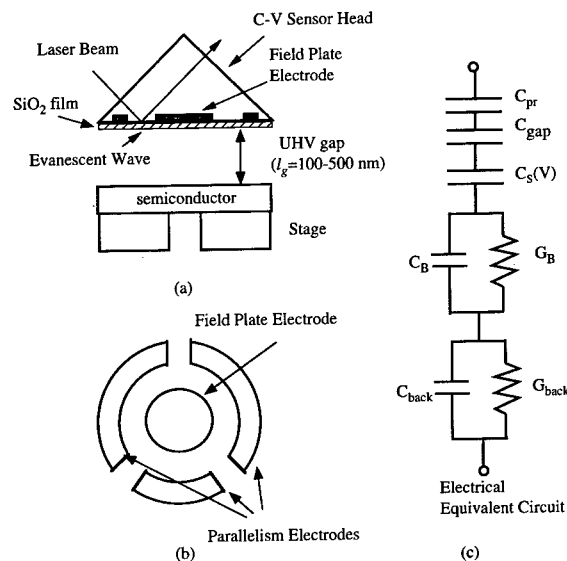 C-V Sensor Head
Laser Beam
Field Plate
Electrode
SiO2 film
Evanescent Wave
UHV gap
(lg=100-500 nm)
semiconductor
Stage
(a)
Field Plate Electrode
Parallelism Electrodes
(b)
Cpr
Cgap
CS(V)
CB
GB
Cback
Gback
Electrical
Equivalent Circuit
(c)